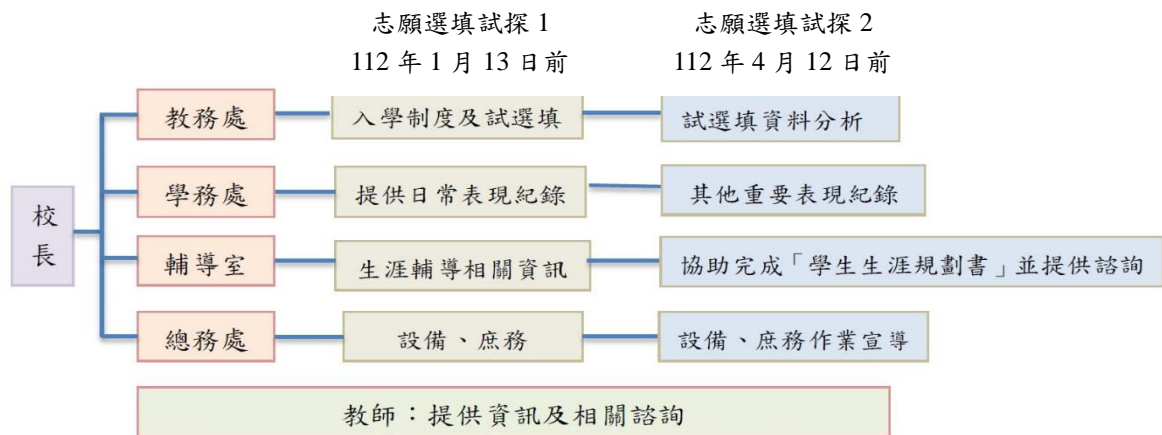 志願選填試探 1
志願選填試探 2
112 年 1 月 13 日前
112 年 4 月 12 日前
校長
教務處
入學制度及試選填
試選填資料分析
學務處
提供日常表現紀錄
其他重要表現紀錄
輔導室
生涯輔導相關資訊
協助完成「學生生涯規劃書」並提供諮詢
總務處
設備、庶務
設備、庶務作業宣導
教師：提供資訊及相關諮詢